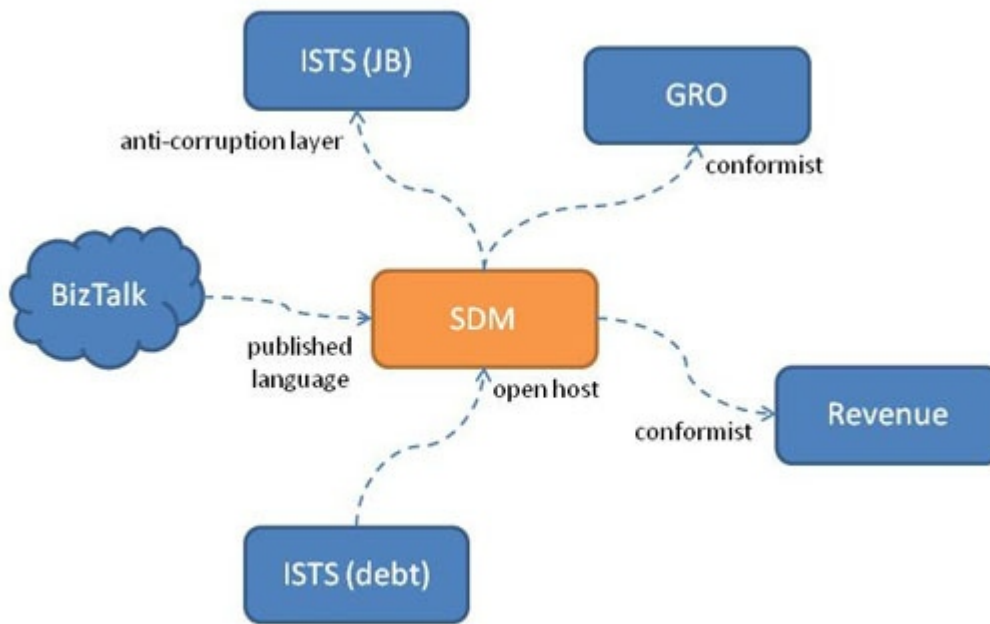 ISTS (JB)
GRO
anti-corruption layer
conformist
BizTalk
SDM
published
language
open host
Revenue
conformist
ISTS (debt)